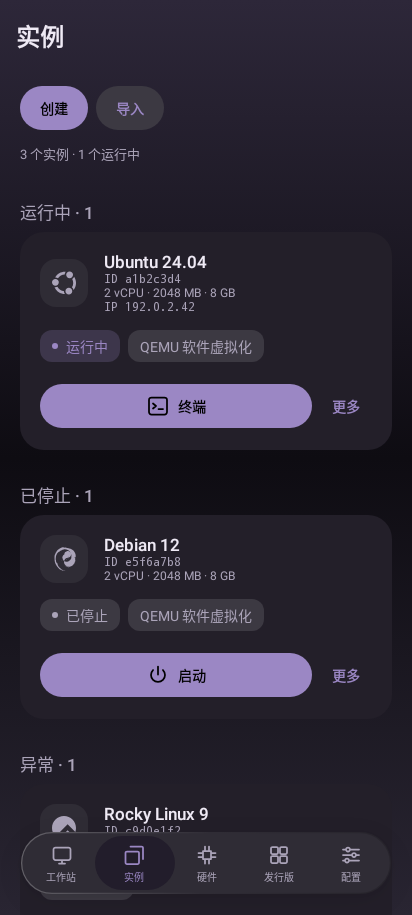 实例
创建
导入
3 个实例 · 1 个运行中
运行中 · 1
Ubuntu 24.04
ID a1b2c3d4
2 vCPU · 2048 MB · 8 GB
IP 192.0.2.42
运行中
QEMU 软件虚拟化
终端
更多
已停止 · 1
Debian 12
ID e5f6a7b8
2 vCPU · 2048 MB · 8 GB
已停止
QEMU 软件虚拟化
启动
更多
异常 · 1
Rocky Linux 9
ID c9d0e1f2
工作站
实例
硬件
发行版
配置